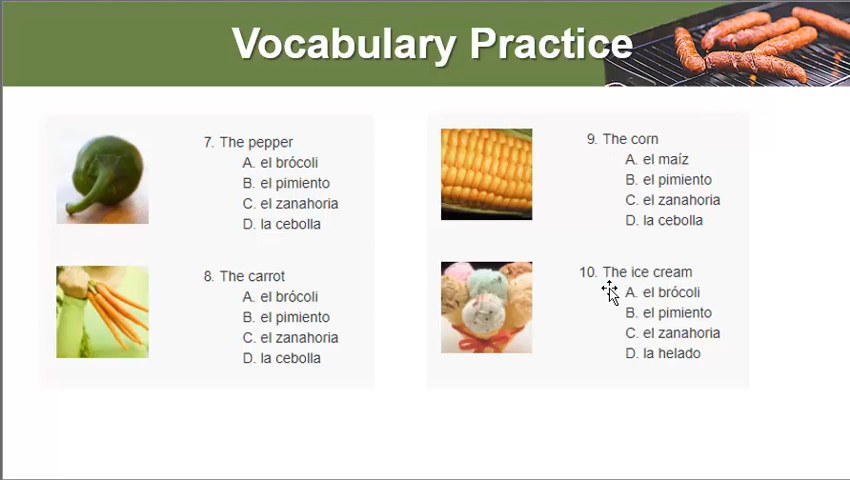 Vocabulary Practice
7. The pepper
A. el brócoli
B. el pimiento
C. el zanahoria
D. la cebolla
8. The carrot
A. el brócoli
B. el pimiento
C. el zanahoria
D. la cebolla
9. The corn
A. el maíz
B. el pimiento
C. el zanahoria
D. la cebolla
10. The ice cream
A. el brócoli
B. el pimiento
C. el zanahoria
D. la helado